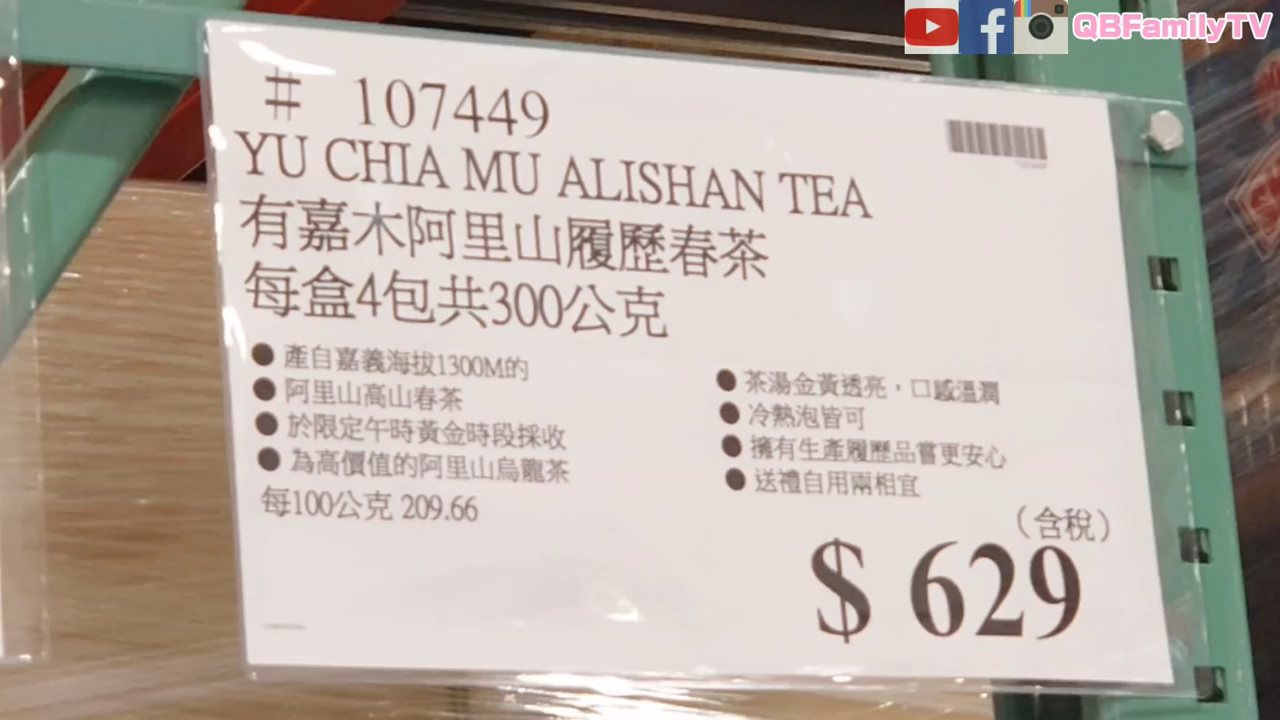 QBFamilyTV
# 107449
YU CHIA MU ALISHAN TEA
有嘉木阿里山履歷春茶
每盒4包共300公克
●產自嘉義海拔1300M的
●阿里山高山春茶
●於限定午時黃金時段採收
●為高價值的阿里山烏龍茶
每100公克 209.66
●茶湯金黃透亮，口感溫潤
●冷熱泡皆可
●擁有生產履歷品嘗更安心
●送禮自用兩相宜
（含稅）
$ 629